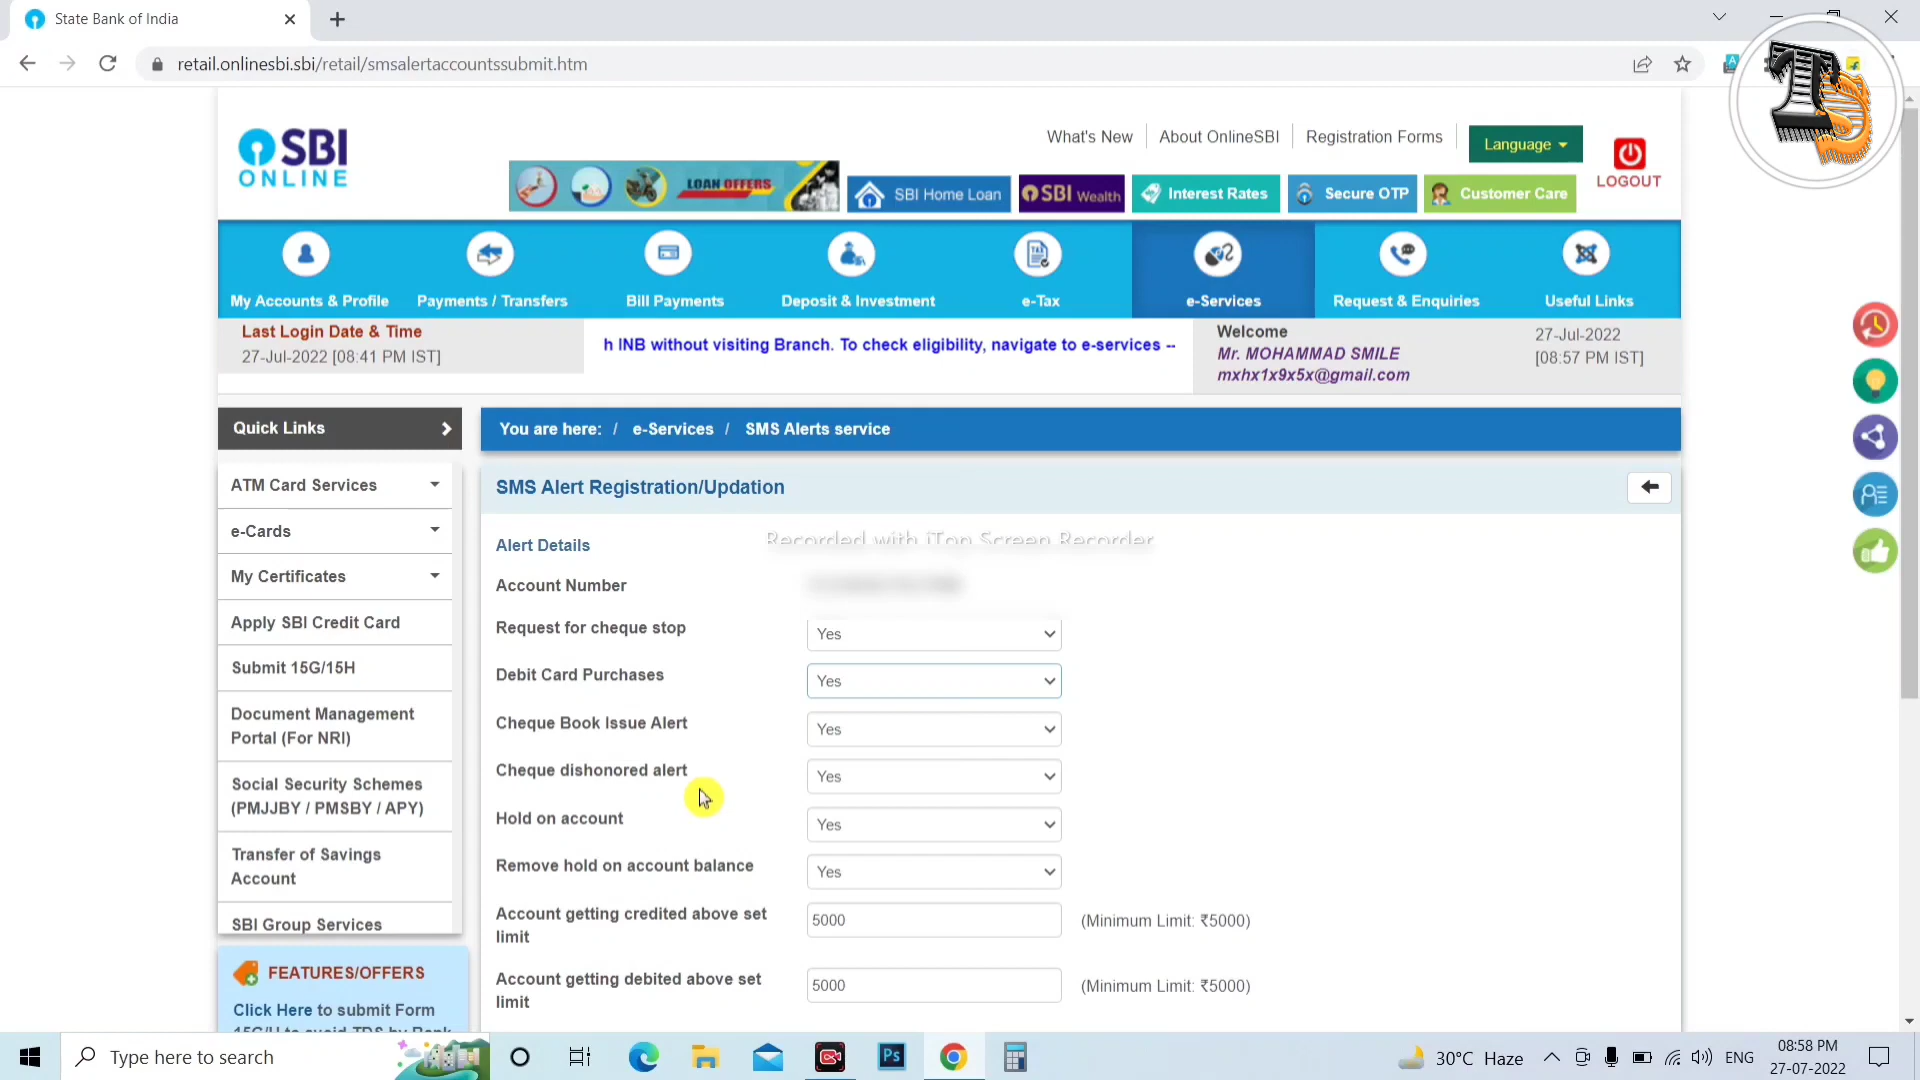 State Bank of India
retail.onlinesbi.sbi/retail/smsalertaccountssubmit.htm
TS
What's New
About OnlineSBI
Registration Forms
Language
LOGOUT
SBI
ONLINE
LOAN OFFERS
SBI Home Loan
SBI Wealth
Interest Rates
Secure OTP
Customer Care
My Accounts & Profile
Payments / Transfers
Bill Payments
Deposit & Investment
TAX
e-Tax
e-Services
Request & Enquiries
Useful Links
Last Login Date & Time
27-Jul-2022 [08:41 PM IST]
h INB without visiting Branch. To check eligibility, navigate to e-services --
Welcome
Mr. MOHAMMAD SMILE
mxhx1x9x5x@gmail.com
27-Jul-2022
[08:57 PM IST]
Quick Links
You are here: / e-Services / SMS Alerts service
ATM Card Services
e-Cards
My Certificates
Apply SBI Credit Card
Submit 15G/15H
Document Management
Portal (For NRI)
Social Security Schemes
(PMJJBY / PMSBY / APY)
Transfer of Savings
Account
SBI Group Services
FEATURES/OFFERS
Click Here to submit Form
15G/H to avoid TDS by Bank
SMS Alert Registration/Updation
Recorded with iTop Screen Recorder
Alert Details
Account Number
Request for cheque stop
Yes
Debit Card Purchases
Yes
Cheque Book Issue Alert
Yes
Cheque dishonored alert
Yes
Hold on account
Yes
Remove hold on account balance
Yes
Account getting credited above set
limit
5000
(Minimum Limit: ₹5000)
Account getting debited above set
limit
5000
(Minimum Limit: ₹5000)
Type here to search
Ps
30°C Haze
ENG
08:58 PM
27-07-2022